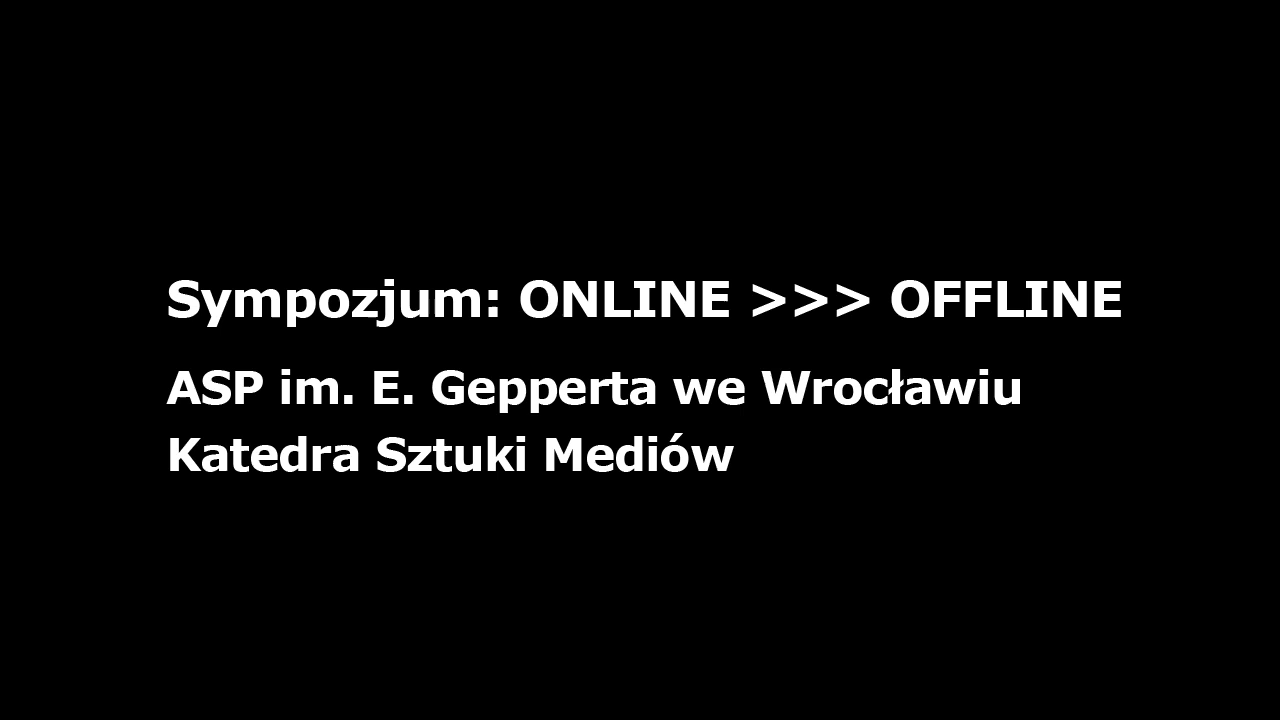 Sympozjum: ONLINE >>> OFFLINE
ASP im. E. Gepperta we Wrocławiu
Katedra Sztuki Mediów